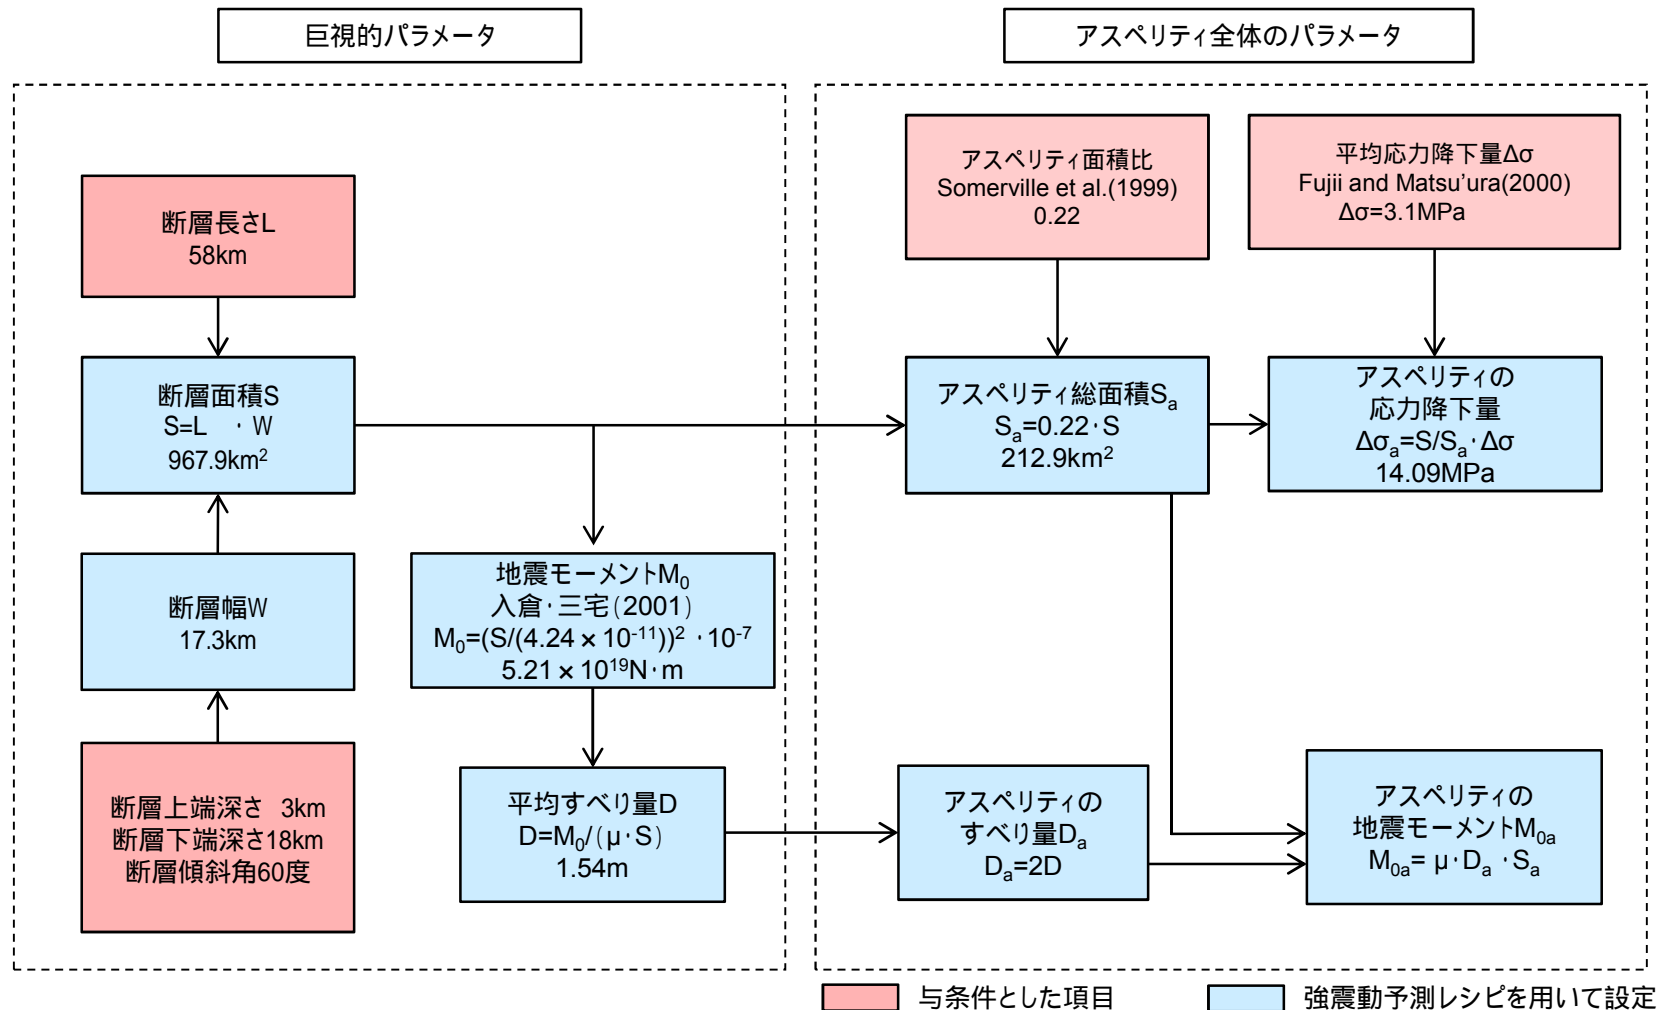 巨視的パラメータ
断層長さL
58km
断層面積S
S=L ・W
967.9km²
断層幅W
17.3km
断層上端深さ 3km
断層下端深さ18km
断層傾斜角60度
地震モーメントM₀
入倉・三宅(2001)
M₀=(S/(4.24×10⁻¹¹))²・10⁻⁷
5.21×10¹⁹N・m
平均すべり量D
D=M₀/(μ・S)
1.54m
アスペリティ全体のパラメータ
アスペリティ面積比
Somerville et al.(1999)
0.22
平均応力降下量Δσ
Fujii and Matsu'ura(2000)
Δσ=3.1MPa
アスペリティ総面積Sₐ
Sₐ=0.22・S
212.9km²
アスペリティの
応力降下量
Δσₐ=S/Sₐ・Δσ
14.09MPa
アスペリティの
すべり量Dₐ
Dₐ=2D
アスペリティの
地震モーメントM₀ₐ
M₀ₐ= μ・Dₐ・Sₐ
与条件とした項目
強震動予測レシピを用いて設定